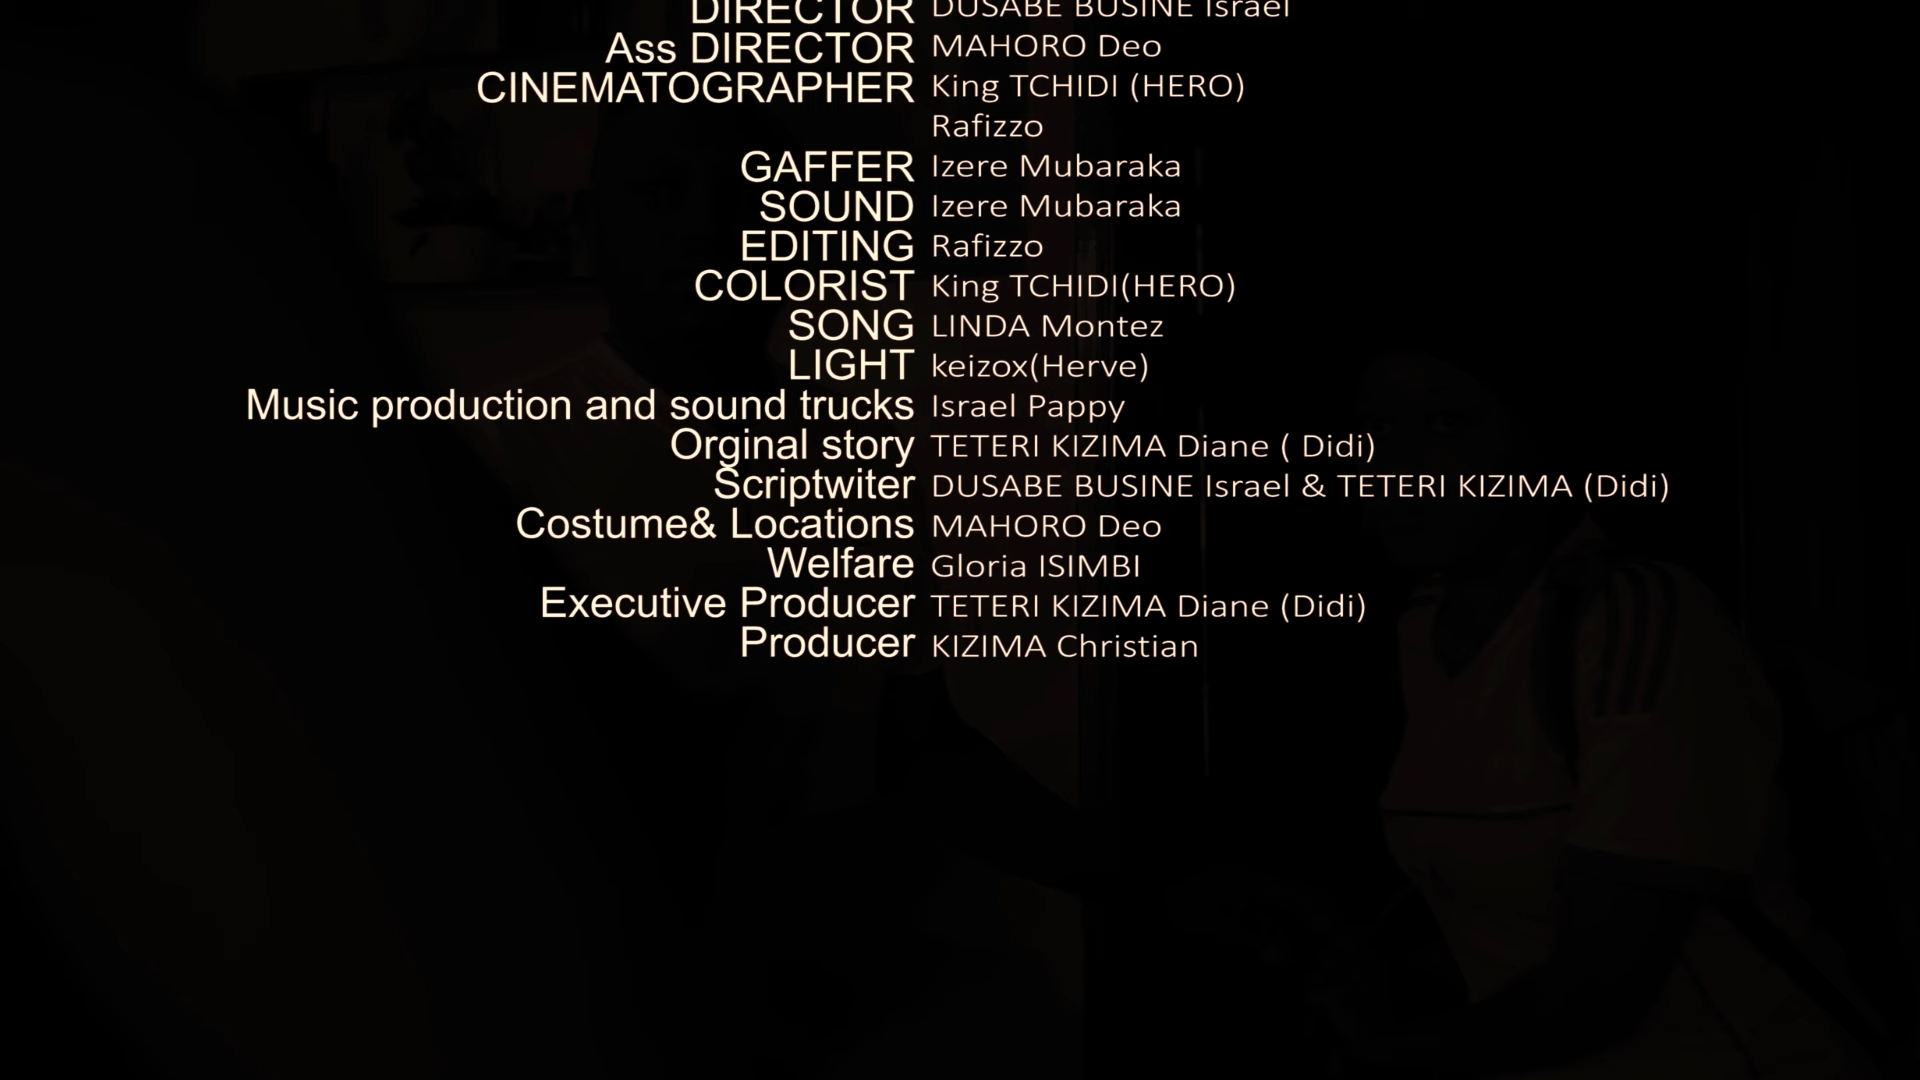 DIRECTOR DUSABE BUSINE Israel
Ass DIRECTOR MAHORO Deo
CINEMATOGRAPHER King TCHIDI (HERO)
Rafizzo
GAFFER Izere Mubaraka
SOUND Izere Mubaraka
EDITING Rafizzo
COLORIST King TCHIDI(HERO)
SONG LINDA Montez
LIGHT keizox(Herve)
Music production and sound trucks Israel Pappy
Orginal story TETERI KIZIMA Diane ( Didi)
Scriptwiter DUSABE BUSINE Israel & TETERI KIZIMA (Didi)
Costume& Locations MAHORO Deo
Welfare Gloria ISIMBI
Executive Producer TETERI KIZIMA Diane (Didi)
Producer KIZIMA Christian